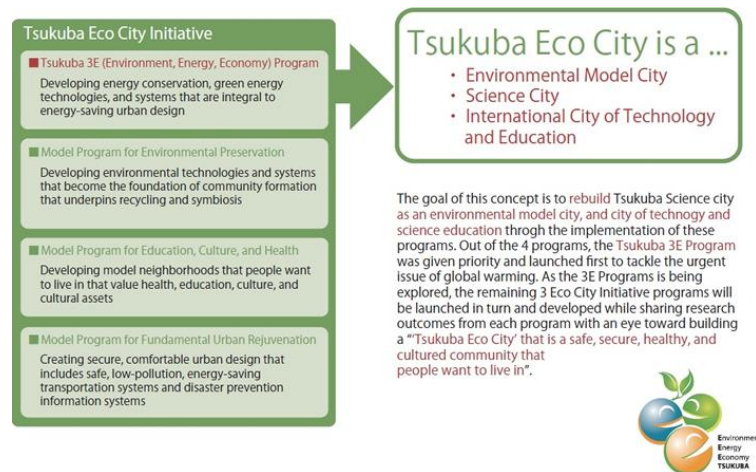 Tsukuba Eco City Initiative
■Tsukuba 3E (Environment, Energy, Economy) Program
Developing energy conservation, green energy
technologies, and systems that are integral to
energy-saving urban design
■Model Program for Environmental Preservation
Developing environmental technologies and systems
that become the foundation of community formation
that underpins recycling and symbiosis
■Model Program for Education, Culture, and Health
Developing model neighborhoods that people want
to live in that value health, education, culture, and
cultural assets
■Model Program for Fundamental Urban Rejuvenation
Creating secure, comfortable urban design that
includes safe, low-pollution, energy-saving
transportation systems and disaster prevention
information systems
Tsukuba Eco City is a ...
・ Environmental Model City
・ Science City
・ International City of Technology
and Education
The goal of this concept is to rebuild Tsukuba Science city
as an environmental model city, and city of technogy and
science education throgh the implementation of these
programs. Out of the 4 programs, the Tsukuba 3E Program
was given priority and launched first to tackle the urgent
issue of global warming. As the 3E Programs is being
explored, the remaining 3 Eco City Initiative programs will
be launched in turn and developed while sharing research
outcomes from each program with an eye toward building
a "'Tsukuba Eco City' that is a safe, secure, healthy, and
cultured community that
people want to live in".
Environmen
Energy
Economy
TSUKUBA